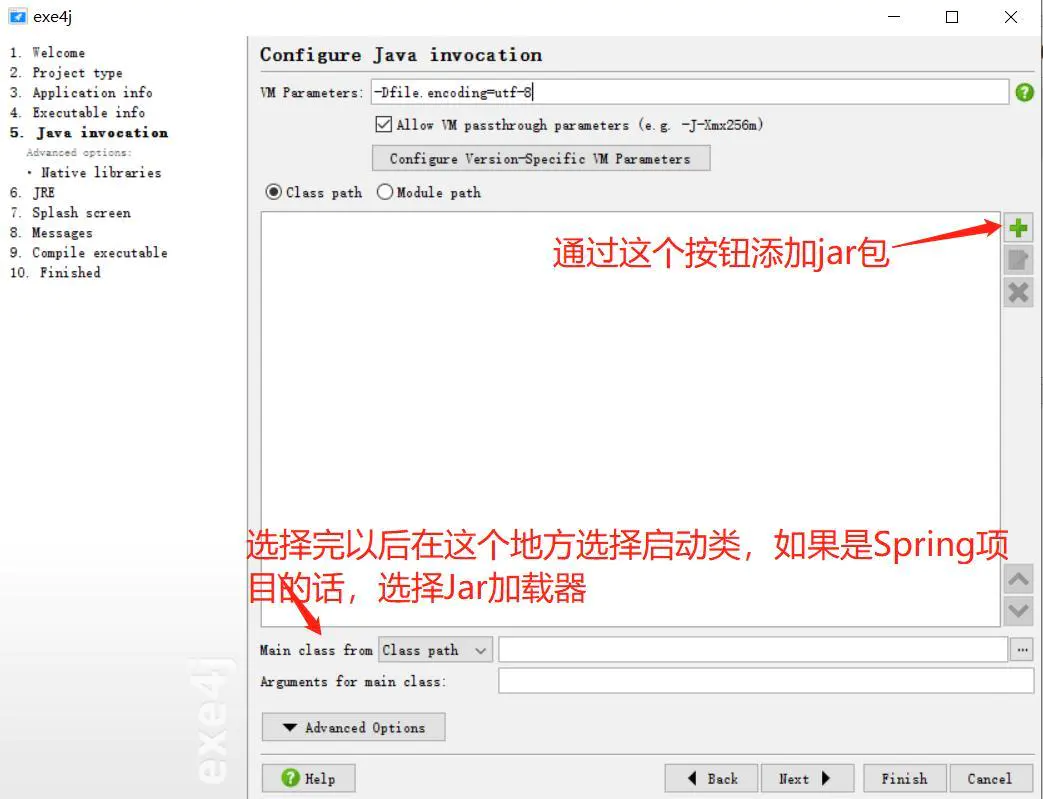 exe4j
1. Welcome
2. Project type
3. Application info
4. Executable info
5. Java invocation
Advanced options:
· Native libraries
6. JRE
7. Splash screen
8. Messages
9. Compile executable
10. Finished
exe4j
Configure Java invocation
VM Parameters: -Dfile.encoding=utf-8
Allow VM passthrough parameters (e.g. -J-Xmx256m)
Configure Version-Specific VM Parameters
Class path Module path
通过这个按钮添加jar包
选择完以后在这个地方选择启动类，如果是Spring项
目的话，选择Jar加载器
Main class from Class path ...
Arguments for main class:
Advanced Options
Help Back Next Finish Cancel